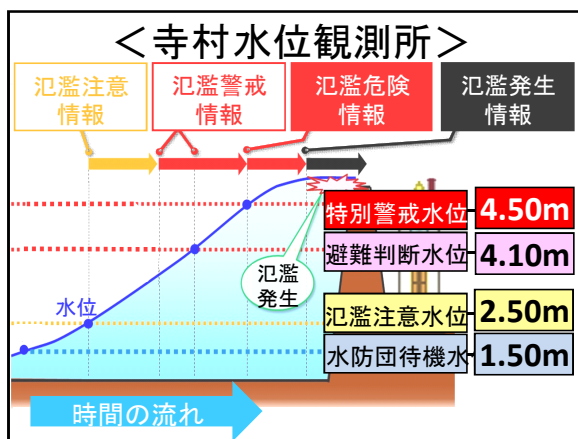 ＜寺村水位観測所＞
氾濫注意
情報
氾濫警戒
情報
氾濫危険
情報
氾濫発生
情報
特別警戒水位
4.50m
避難判断水位
4.10m
氾濫
発生
水位
氾濫注意水位
2.50m
水防団待機水
1.50m
時間の流れ